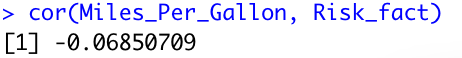 > cor(Miles_Per_Gallon, Risk_fact)
[1] -0.06850709